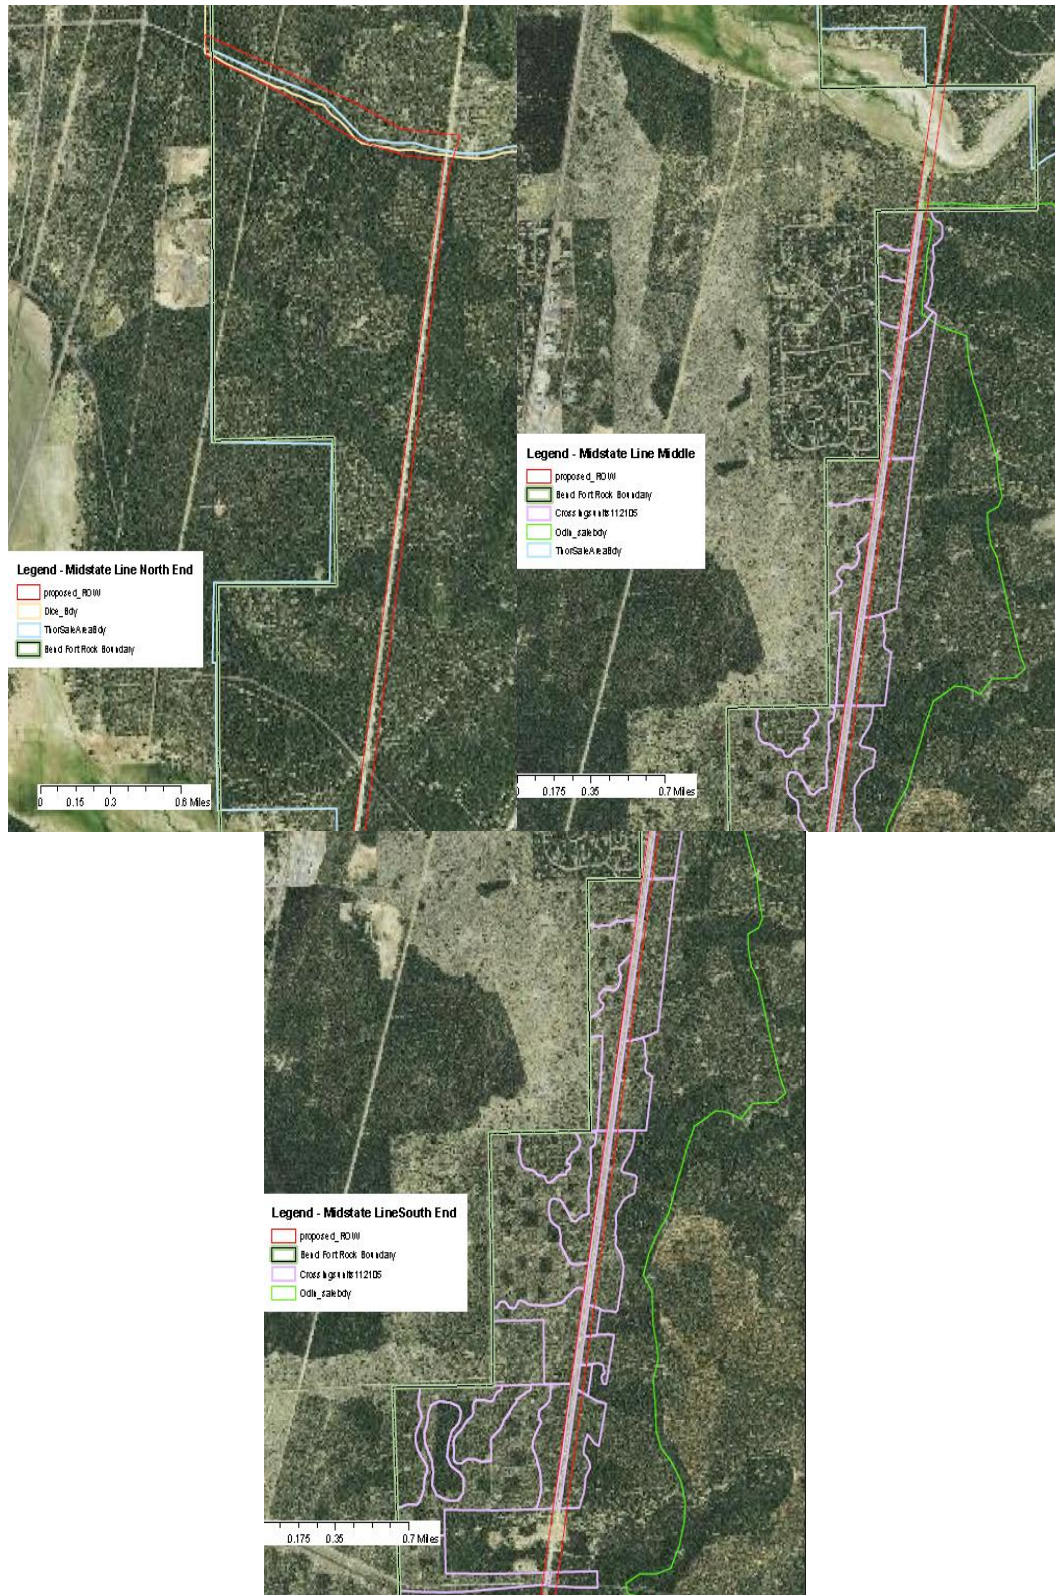 Legend - Midstate Line North End
proposed_ROW
Dice_Bdy
ThorSaleAreaBdy
Bend Fort Rock Boundary
0 0.15 0.3 0.6 Miles
Legend - Midstate Line Middle
proposed_ROW
Bend Fort Rock Boundary
Crossingsunits112105
Odin_salebdy
ThorSaleAreaBdy
0 0.175 0.35 0.7 Miles
Legend - Midstate LineSouth End
proposed_ROW
Bend Fort Rock Boundary
Crossingsunits112105
Odin_salebdy
0.175 0.35 0.7 Miles